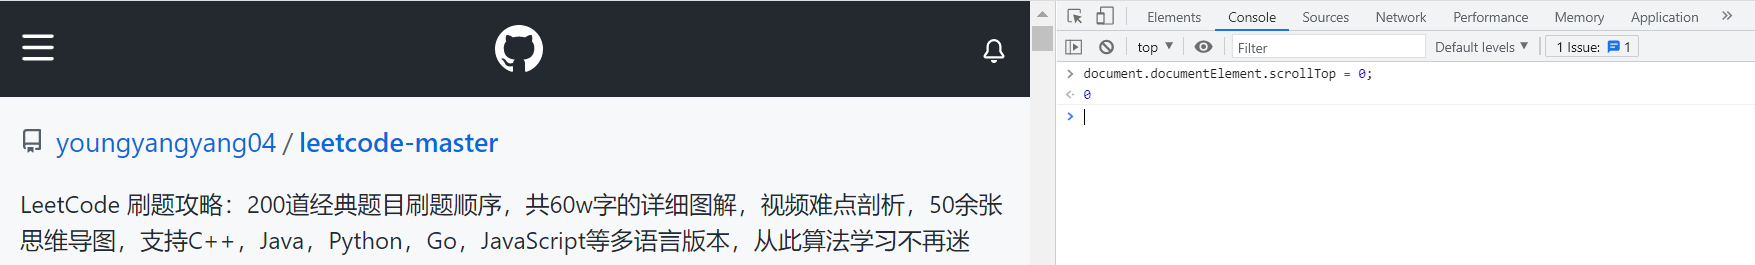 youngyangyang04 / leetcode-master
LeetCode 刷题攻略：200道经典题目刷题顺序，共60w字的详细图解，视频难点剖析，50余张
思维导图，支持C++，Java，Python，Go，JavaScript等多语言版本，从此算法学习不再迷
Elements Console Sources Network Performance Memory Application »
top Filter Default levels 1 Issue: 1
document.documentElement.scrollTop = 0;
0